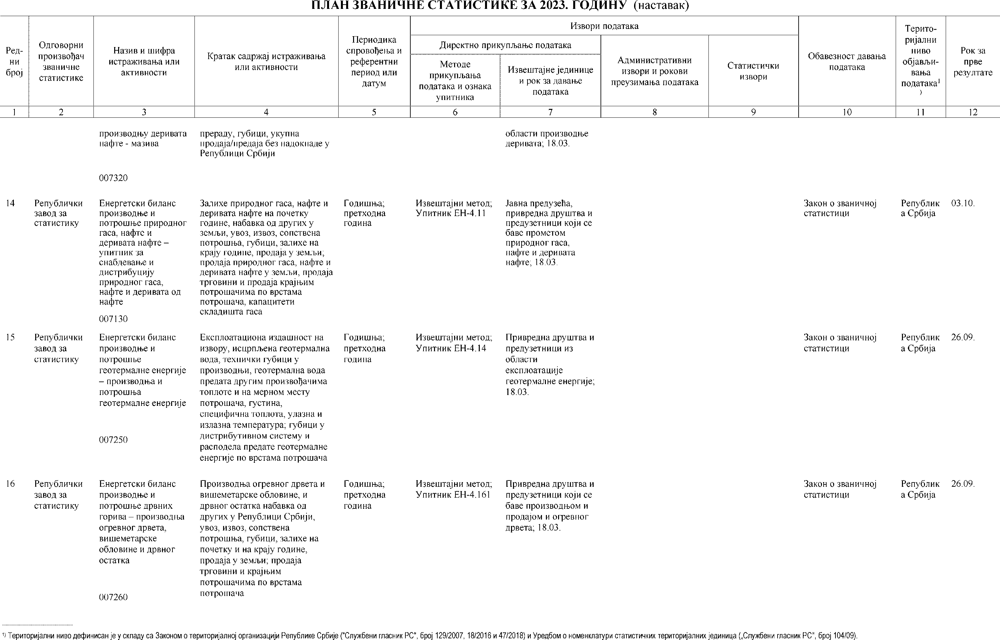 ПЛАН ЗВАНИЧНЕ СТАТИСТИКЕ ЗА 2023. ГОДИНУ (наставак)
Ред-
ни
број
Одговорни
произвођач
званичне
статистике
Назив и шифра
истраживања или
активности
Кратак садржај истраживања
или активности
Периодика
спровођења и
референтни
период или
датум
Извори података
Директно прикупљање података
Методе
прикупљања
података и ознака
упитника
Извештајне јединице
и рок за давање
података
Административни
извори и рокови
преузимања података
Статистички
извори
Обавезност давања
података
Терито-
ријални
ниво
објављи-
вања
података¹
)
Рок за
прве
резултате
1 2 3 4 5 6 7 8 9 10 11 12
производњу деривата
нафте - мазива
007320
прераду, губици, укупна
продаја/предаја без надокнаде у
Републици Србији
области производње
деривата; 18.03.
14
Републички
завод за
статистику
Енергетски биланс
производње и
потрошње природног
гаса, нафте и
деривата нафте –
упитник за
снабдевање и
дистрибуцију
природног гаса,
нафте и деривата од
нафте
007130
Залихе природног гаса, нафте и
деривата нафте на почетку
године, набавка од других у
земљи, увоз, извоз, сопствена
потрошња, губици, залихе на
крају године, продаја у земљи;
продаја природног гаса, нафте и
деривата нафте у земљи, продаја
трговини и продаја крајњим
потрошачима по врстама
потрошача, капацитети
складишта гаса
Годишња;
претходна
година
Извештајни метод;
Упитник ЕН-4.11
Јавна предузећа,
привредна друштва и
предузетници који се
баве прометом
природног гаса,
нафте и деривата
нафте; 18.03.
Закон о званичној
статистици
Републик
а Србија
03.10.
15
Републички
завод за
статистику
Енергетски биланс
производње и
потрошње
геотермалне енергије
– производња и
потрошња
геотермалне енергије
007250
Експлоатациона издашност на
извору, исцрпљена геотермална
вода, технички губици у
производњи, геотермална вода
предата другим произвођачима
топлоте и на мерном месту
потрошача, густина,
специфична топлота, улазна и
излазна температура; губици у
дистрибутивном систему и
расподела предате геотермалне
енергије по врстама потрошача
Годишња;
претходна
година
Извештајни метод;
Упитник ЕН-4.14
Привредна друштва и
предузетници из
области
експлоатације
геотермалне енергије;
18.03.
Закон о званичној
статистици
Републик
а Србија
26.09.
16
Републички
завод за
статистику
Енергетски биланс
производње и
потрошње дрвних
горива – производња
огревног дрвета,
вишеметарске
обловине и дрвног
остатка
007260
Производња огревног дрвета и
вишеметарске обловине, и
дрвног остатка набавка од
других у Републици Србији,
увоз, извоз, сопствена
потрошња, губици, залихе на
почетку и на крају године,
продаја у земљи; продаја
трговини и крајњим
потрошачима по врстама
потрошача
Годишња;
претходна
година
Извештајни метод;
Упитник ЕН-4.161
Привредна друштва и
предузетници који се
баве производњом и
продајом и огревног
дрвета; 18.03.
Закон о званичној
статистици
Републик
а Србија
26.09.
¹⁾ Територијални ниво дефинисан је у складу са Законом о територијалној организацији Републике Србије ("Службени гласник РС", број 129/2007, 18/2016 и 47/2018) и Уредбом о номенклатури статистичких територијалних јединица („Службени гласник РС", број 104/09).